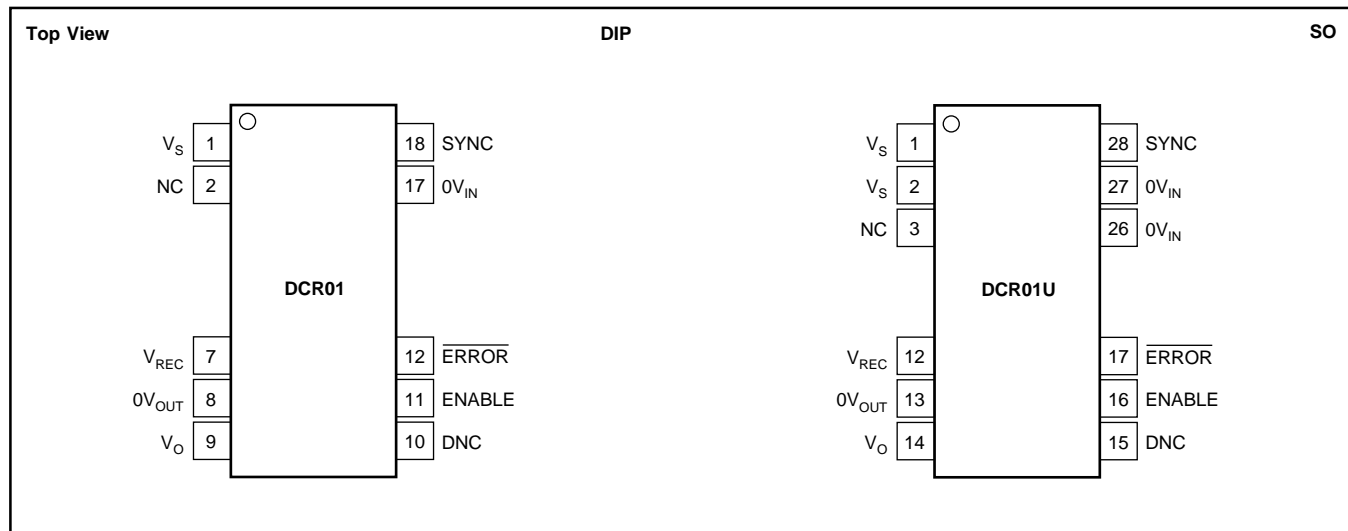 Top View DIP SO
V_S 1 18 SYNC
NC 2 17 0V_IN
DCR01
V_REC 7 12 E̅R̅R̅O̅R̅
0V_OUT 8 11 ENABLE
V_O 9 10 DNC
V_S 1 28 SYNC
V_S 2 27 0V_IN
NC 3 26 0V_IN
DCR01U
V_REC 12 17 E̅R̅R̅O̅R̅
0V_OUT 13 16 ENABLE
V_O 14 15 DNC